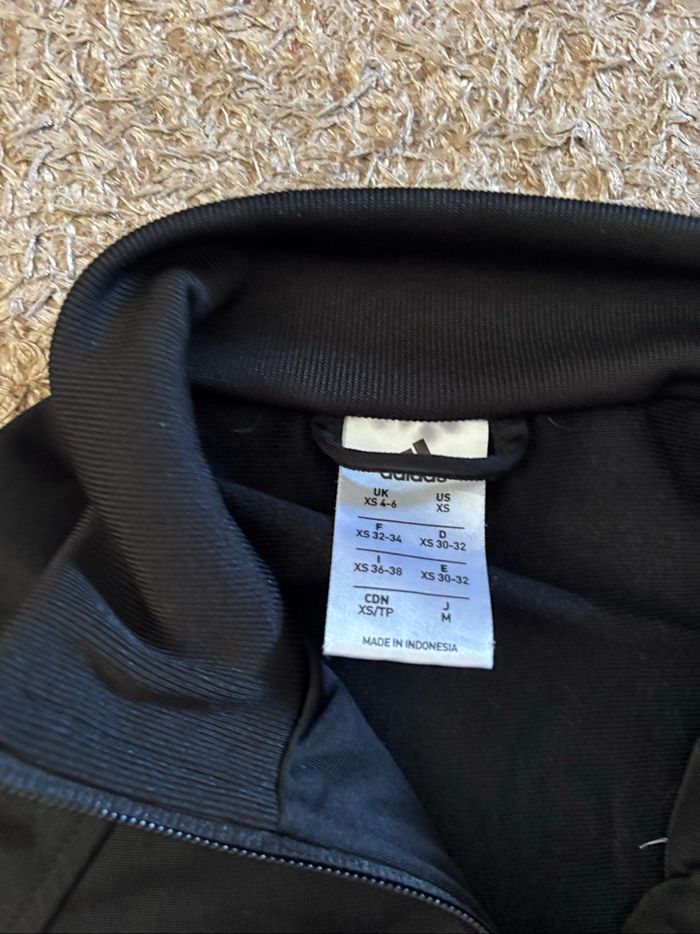 adidas
UK US
XS 4-6 XS
F D
XS 32-34 XS 30-32
I E
XS 36-38 XS 30-32
CDN J
XS/TP M
MADE IN INDONESIA